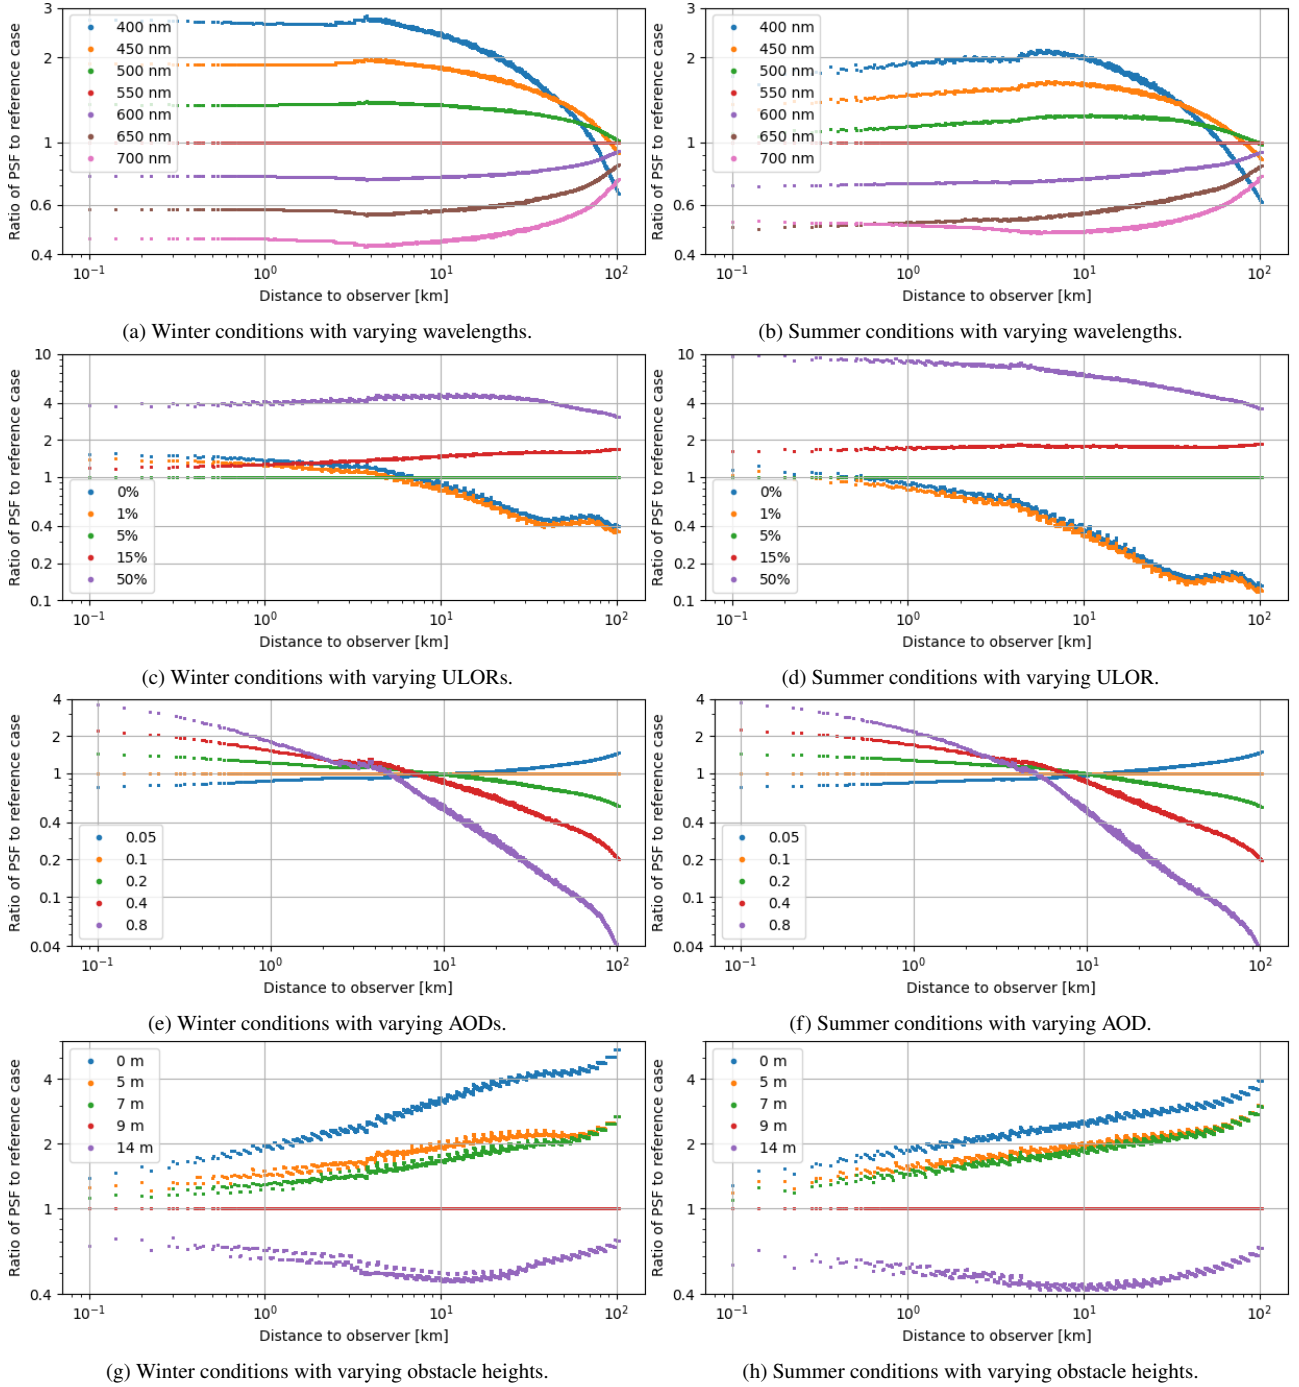 Ratio of PSF to reference case
3
2
1
0.6
0.4
400 nm
450 nm
500 nm
550 nm
600 nm
650 nm
700 nm
10⁻¹ 10⁰ 10¹ 10²
Distance to observer [km]
(a) Winter conditions with varying wavelengths.
Ratio of PSF to reference case
3
2
1
0.6
0.4
400 nm
450 nm
500 nm
550 nm
600 nm
650 nm
700 nm
10⁻¹ 10⁰ 10¹ 10²
Distance to observer [km]
(b) Summer conditions with varying wavelengths.
Ratio of PSF to reference case
10
4
2
1
0.4
0.2
0.1
0%
1%
5%
15%
50%
10⁻¹ 10⁰ 10¹ 10²
Distance to observer [km]
(c) Winter conditions with varying ULORs.
Ratio of PSF to reference case
10
4
2
1
0.4
0.2
0.1
0%
1%
5%
15%
50%
10⁻¹ 10⁰ 10¹ 10²
Distance to observer [km]
(d) Summer conditions with varying ULOR.
Ratio of PSF to reference case
4
2
1
0.4
0.2
0.1
0.04
0.05
0.1
0.2
0.4
0.8
10⁻¹ 10⁰ 10¹ 10²
Distance to observer [km]
(e) Winter conditions with varying AODs.
Ratio of PSF to reference case
4
2
1
0.4
0.2
0.1
0.04
0.05
0.1
0.2
0.4
0.8
10⁻¹ 10⁰ 10¹ 10²
Distance to observer [km]
(f) Summer conditions with varying AOD.
Ratio of PSF to reference case
4
2
1
0.4
0 m
5 m
7 m
9 m
14 m
10⁻¹ 10⁰ 10¹ 10²
Distance to observer [km]
(g) Winter conditions with varying obstacle heights.
Ratio of PSF to reference case
4
2
1
0.4
0 m
5 m
7 m
9 m
14 m
10⁻¹ 10⁰ 10¹ 10²
Distance to observer [km]
(h) Summer conditions with varying obstacle heights.